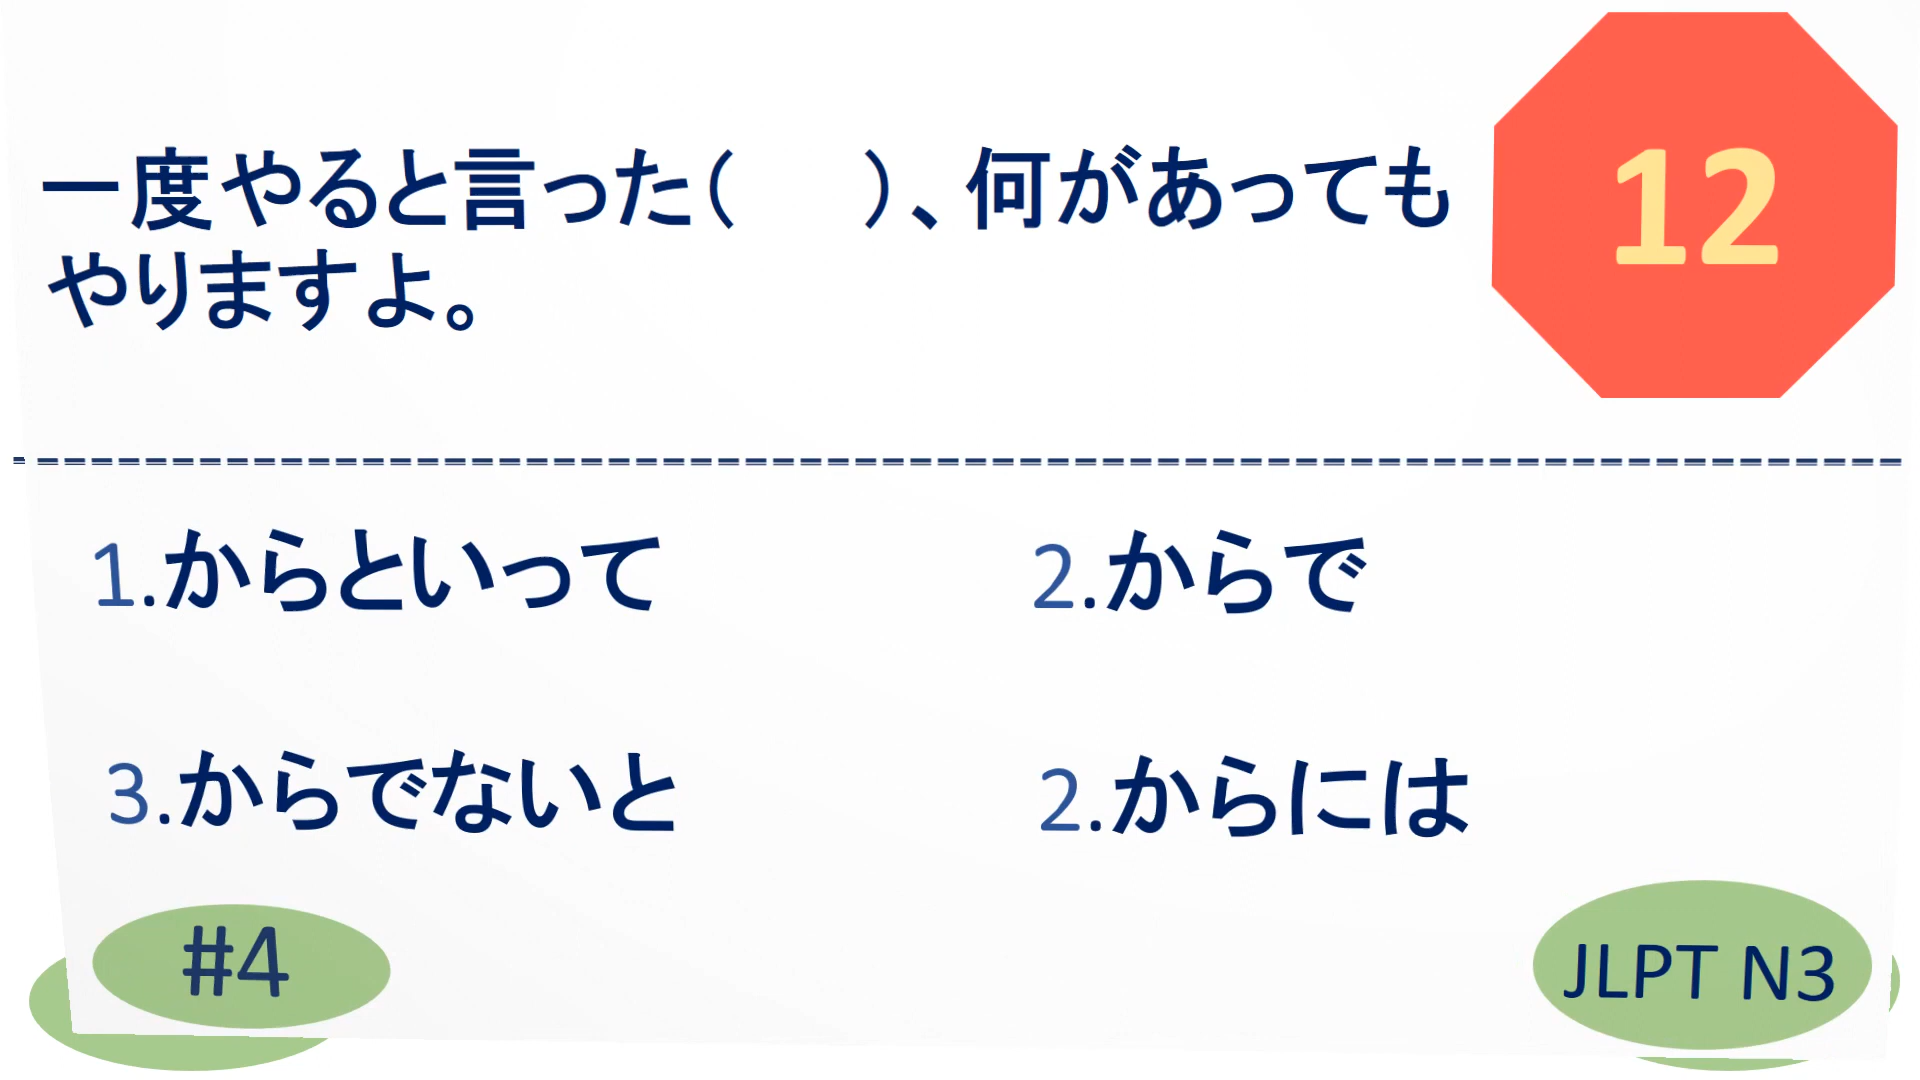 一度やると言った(　　)、何があっても
やりますよ。
12
1.からといって
2.からで
3.からでないと
2.からには
#4
JLPT N3